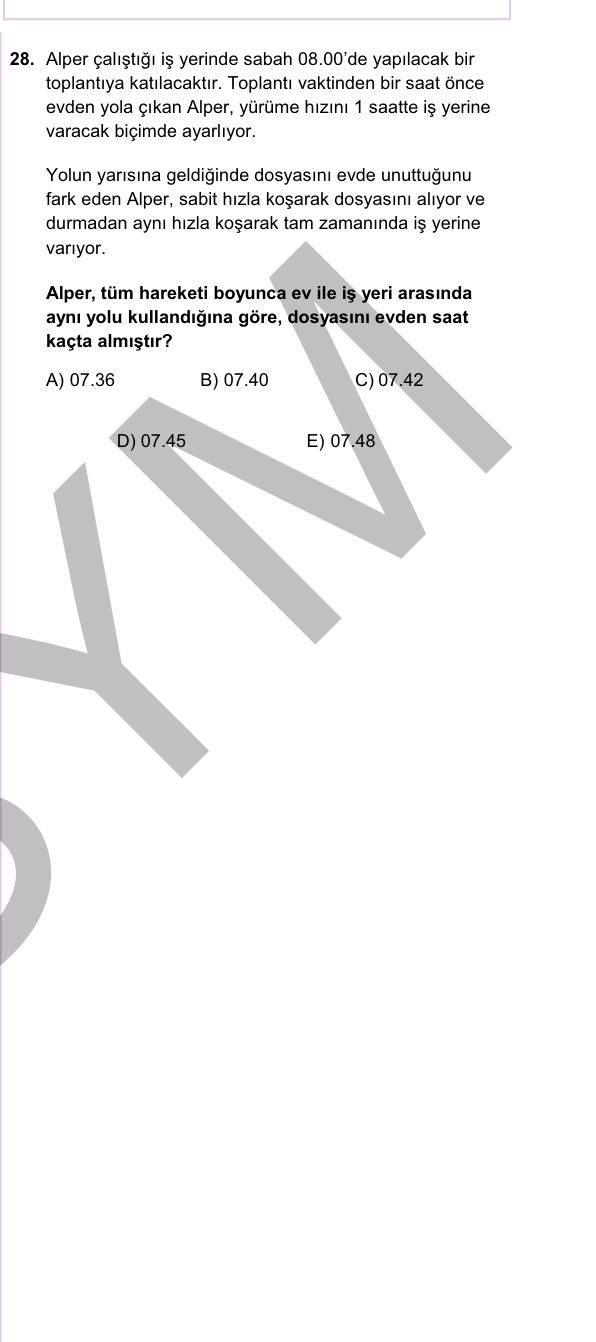 28. Alper çalıştığı iş yerinde sabah 08.00’de yapılacak bir
toplantıya katılacaktır. Toplantı vaktinden bir saat önce
evden yola çıkan Alper, yürüme hızını 1 saatte iş yerine
varacak biçimde ayarlıyor.
Yolun yarısına geldiğinde dosyasını evde unuttuğunu
fark eden Alper, sabit hızla koşarak dosyasını alıyor ve
durmadan aynı hızla koşarak tam zamanında iş yerine
varıyor.
Alper, tüm hareketi boyunca ev ile iş yeri arasında
aynı yolu kullandığına göre, dosyasını evden saat
kaçta almıştır?
A) 07.36 B) 07.40 C) 07.42
D) 07.45 E) 07.48
YM